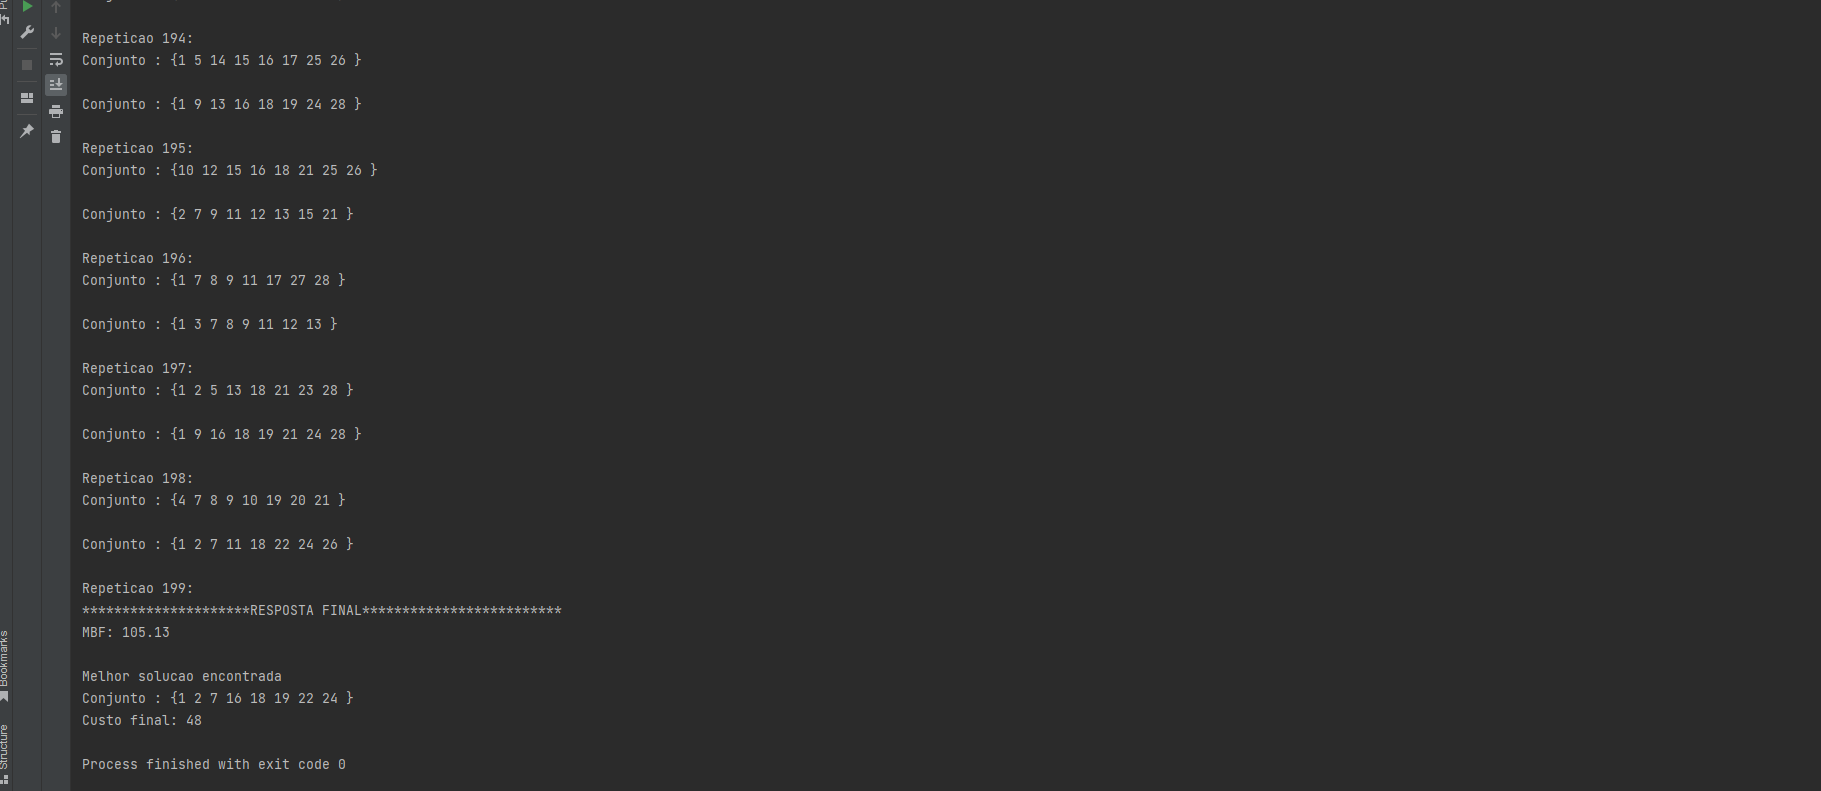 Repeticao 194:
Conjunto : {1 5 14 15 16 17 25 26 }
Conjunto : {1 9 13 16 18 19 24 28 }
Repeticao 195:
Conjunto : {10 12 15 16 18 21 25 26 }
Conjunto : {2 7 9 11 12 13 15 21 }
Repeticao 196:
Conjunto : {1 7 8 9 11 17 27 28 }
Conjunto : {1 3 7 8 9 11 12 13 }
Repeticao 197:
Conjunto : {1 2 5 13 18 21 23 28 }
Conjunto : {1 9 16 18 19 21 24 28 }
Repeticao 198:
Conjunto : {4 7 8 9 10 19 20 21 }
Conjunto : {1 2 7 11 18 22 24 26 }
Repeticao 199:
*********************RESPOSTA FINAL*************************
MBF: 105.13
Melhor solucao encontrada
Conjunto : {1 2 7 16 18 19 22 24 }
Custo final: 48
Process finished with exit code 0
Bookmarks
Structure